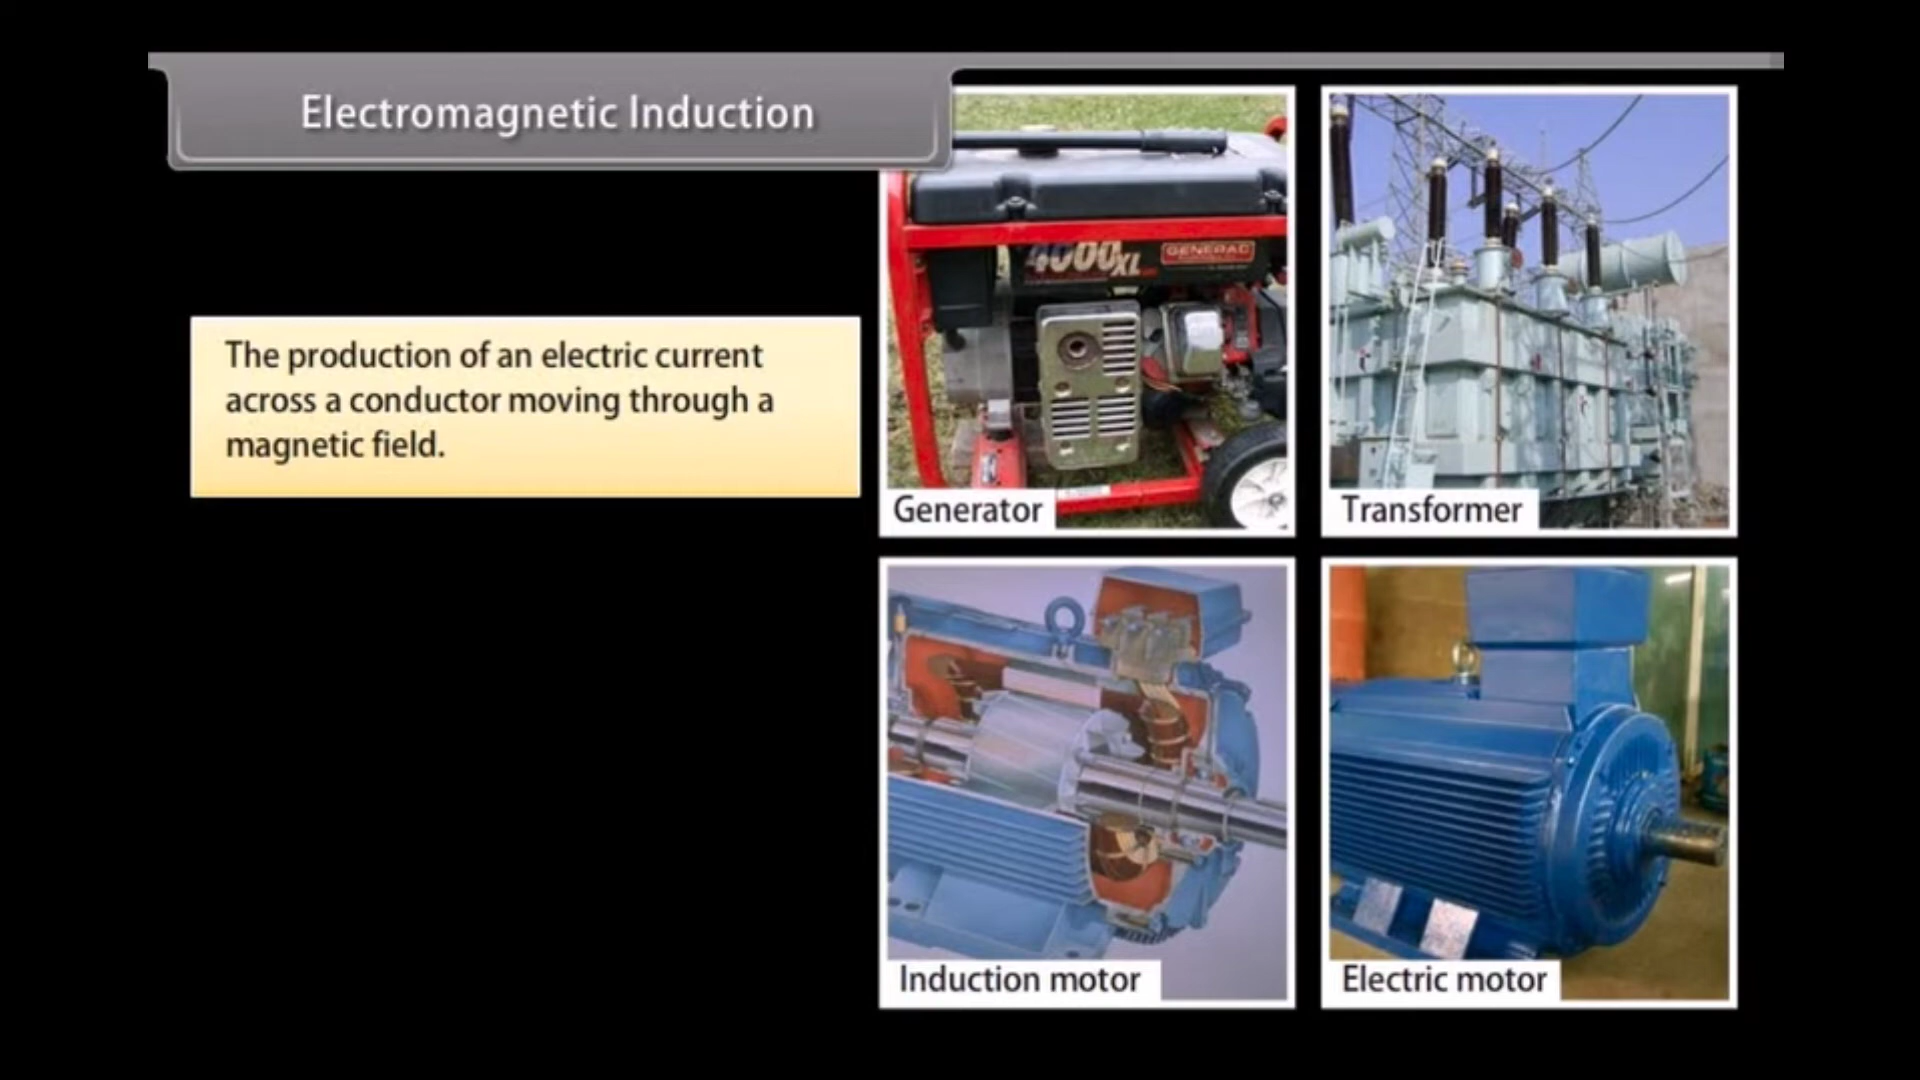 Electromagnetic Induction
The production of an electric current
across a conductor moving through a
magnetic field.
4000XL
GENERAC
Generator
Transformer
Induction motor
Electric motor